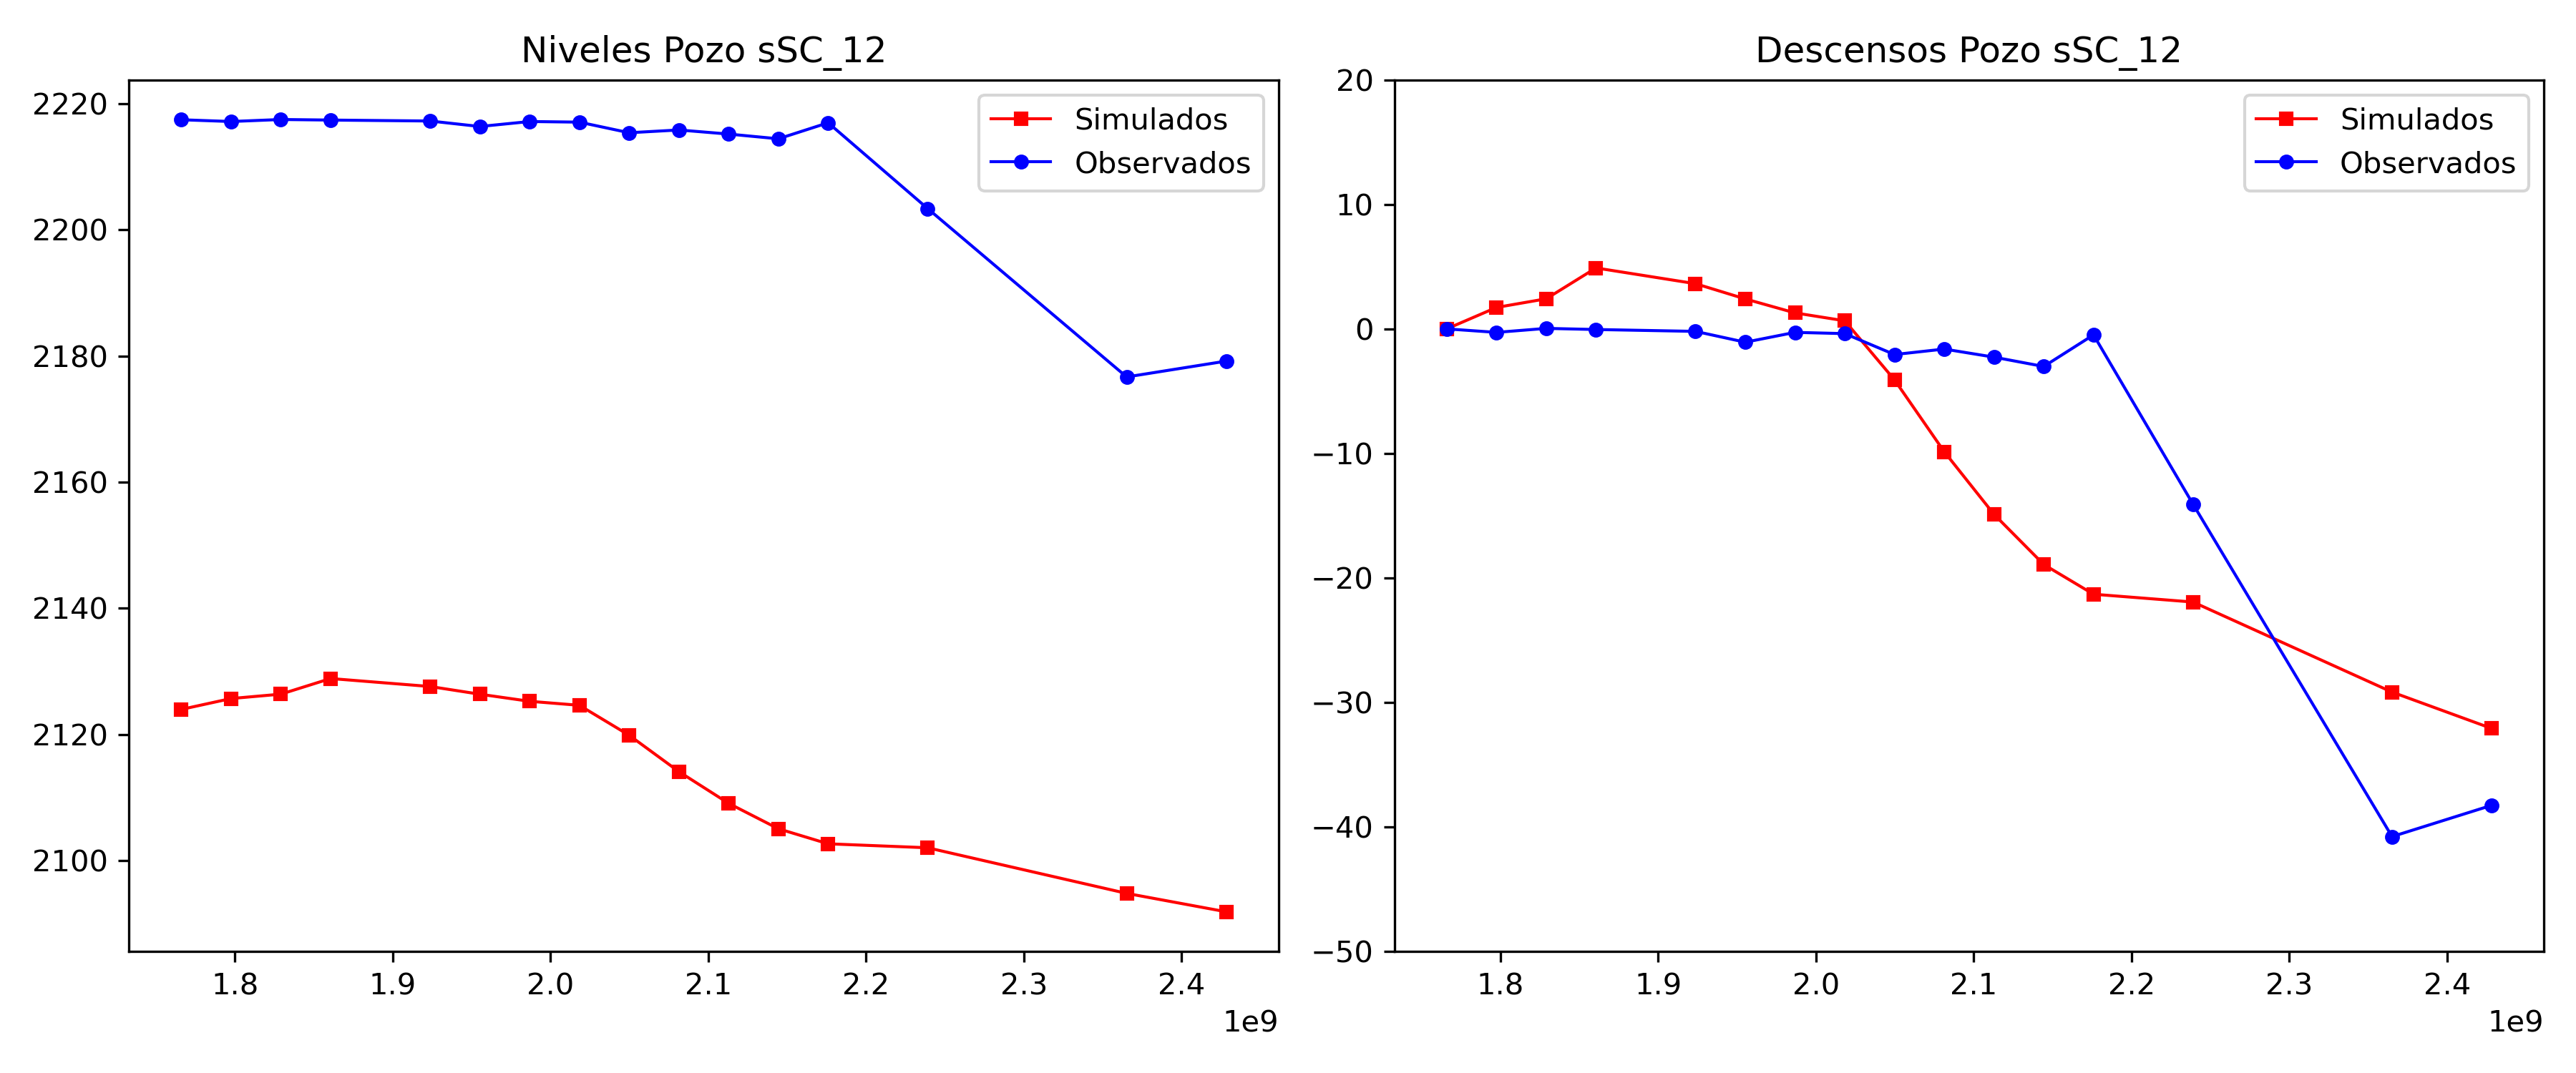 Niveles Pozo sSC_12
2220
2200
2180
2160
2140
2120
2100
1.8 1.9 2.0 2.1 2.2 2.3 2.4
1e9
Simulados
Observados
Descensos Pozo sSC_12
20
10
0
−10
−20
−30
−40
−50
1.8 1.9 2.0 2.1 2.2 2.3 2.4
1e9
Simulados
Observados